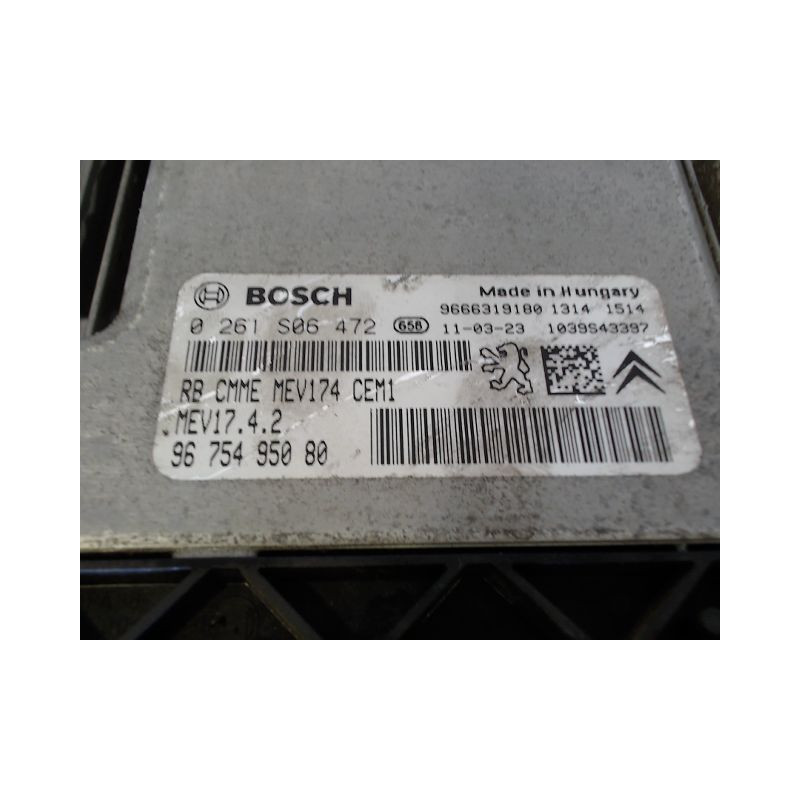 BOSCH
Made in Hungary
9666319180 1314 1514
0 261 S06 472 658 11-03-23 1039S43397
RB CMME MEV174 CEM1
MEV17.4.2
96 754 950 80